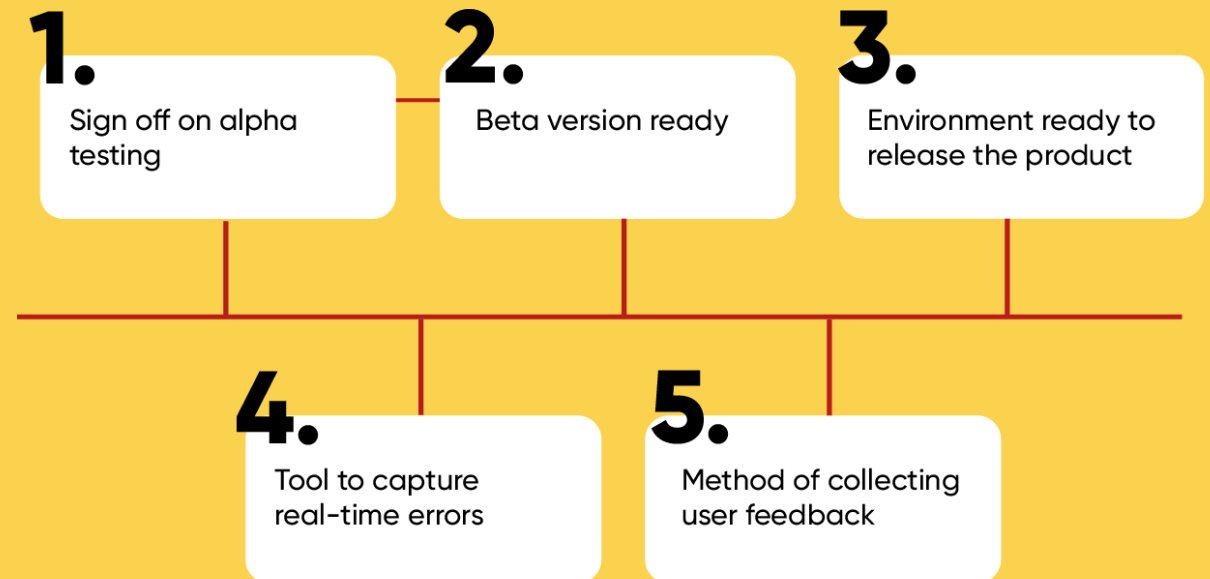 1.
Sign off on alpha
testing
2.
Beta version ready
3.
Environment ready to
release the product
4.
Tool to capture
real-time errors
5.
Method of collecting
user feedback